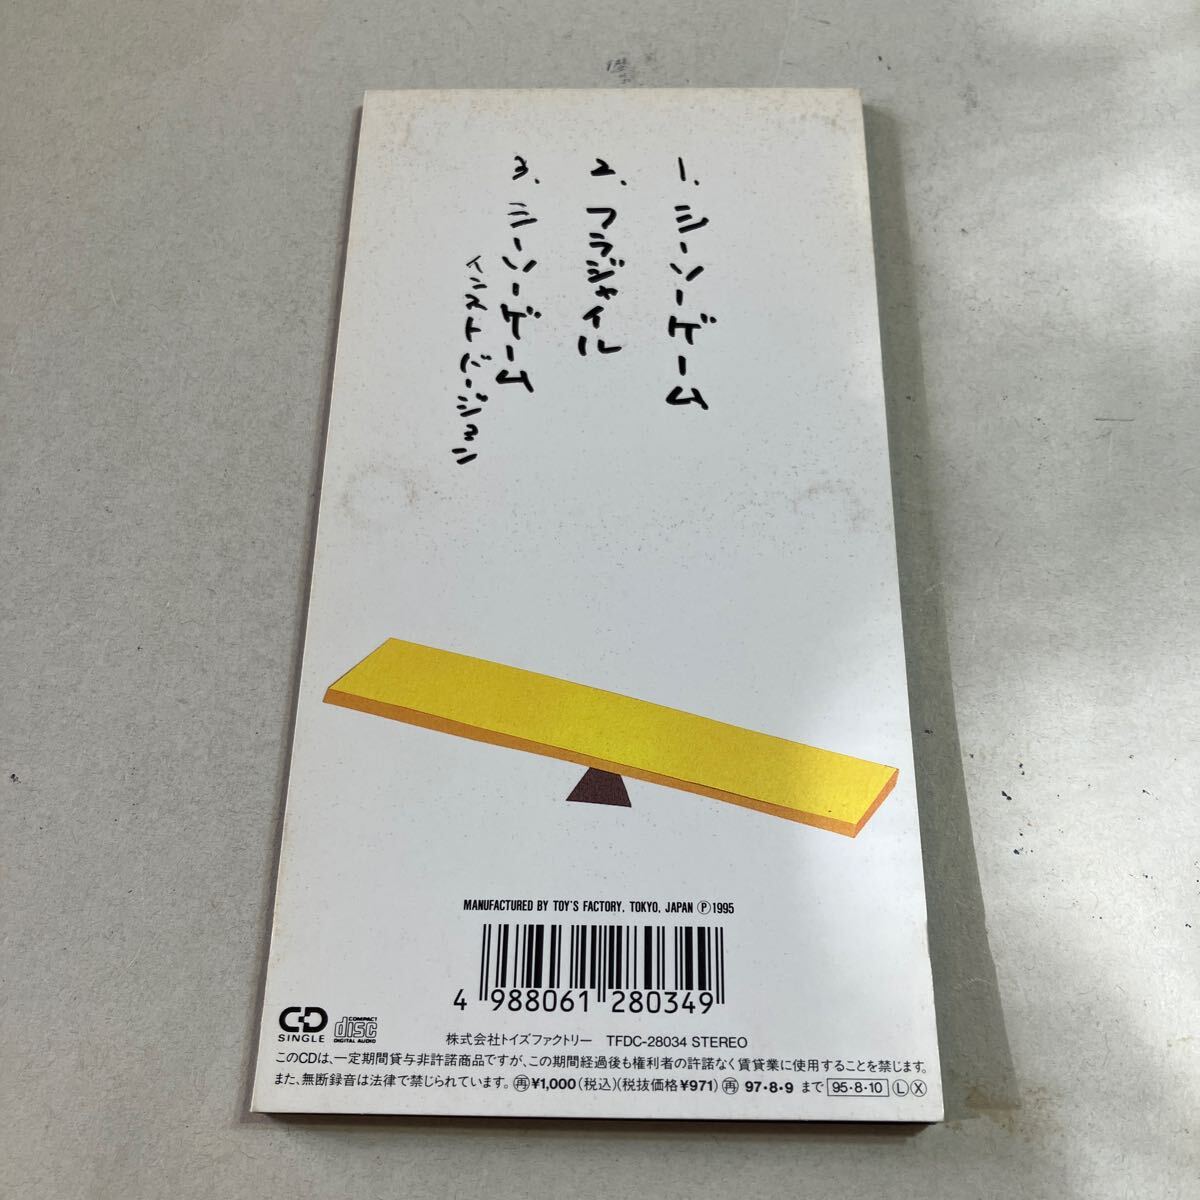 1. シーソーゲーム
2. フラジャイル
3. シーソーゲーム
インストバージョン
MANUFACTURED BY TOY'S FACTORY, TOKYO, JAPAN Ⓟ1995
4 988061 280349
CD SINGLE
COMPACT disc DIGITAL AUDIO
株式会社トイズファクトリー TFDC-28034 STEREO
このCDは、一定期間貸与非許諾商品ですが、この期間経過後も権利者の許諾なく賃貸業に使用することを禁じます。
また、無断録音は法律で禁じられています。㊞¥1,000(税込)(税抜価格¥971) 再 97・8・9 まで 95・8・10 Ⓛ Ⓧ